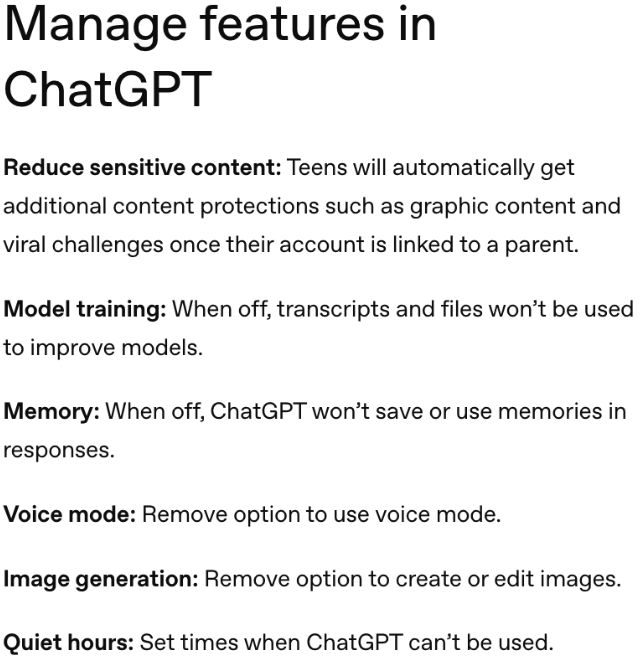 Manage features in
ChatGPT
Reduce sensitive content: Teens will automatically get
additional content protections such as graphic content and
viral challenges once their account is linked to a parent.
Model training: When off, transcripts and files won’t be used
to improve models.
Memory: When off, ChatGPT won’t save or use memories in
responses.
Voice mode: Remove option to use voice mode.
Image generation: Remove option to create or edit images.
Quiet hours: Set times when ChatGPT can’t be used.